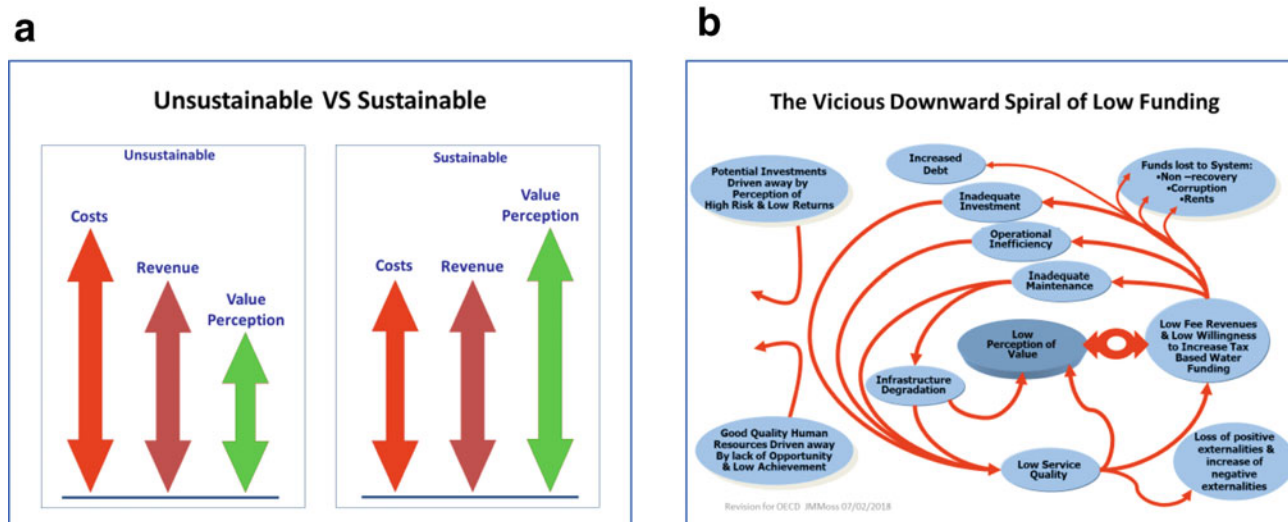 a
Unsustainable VS Sustainable
Unsustainable
Costs
Revenue
Value
Perception
Sustainable
Costs
Revenue
Value
Perception
b
The Vicious Downward Spiral of Low Funding
Potential Investments
Driven away by
Perception of
High Risk & Low Returns
Increased
Debt
Funds lost to System:
•Non –recovery
•Corruption
•Rents
Inadequate
Investment
Operational
Inefficiency
Inadequate
Maintenance
Low
Perception of
Value
Low Fee Revenues
& Low Willingness
to Increase Tax
Based Water
Funding
Infrastructure
Degradation
Good Quality Human
Resources Driven away
By lack of Opportunity
& Low Achievement
Low Service
Quality
Loss of positive
externalities &
increase of
negative
externalities
Revision for OECD JMMoss 07/02/2018